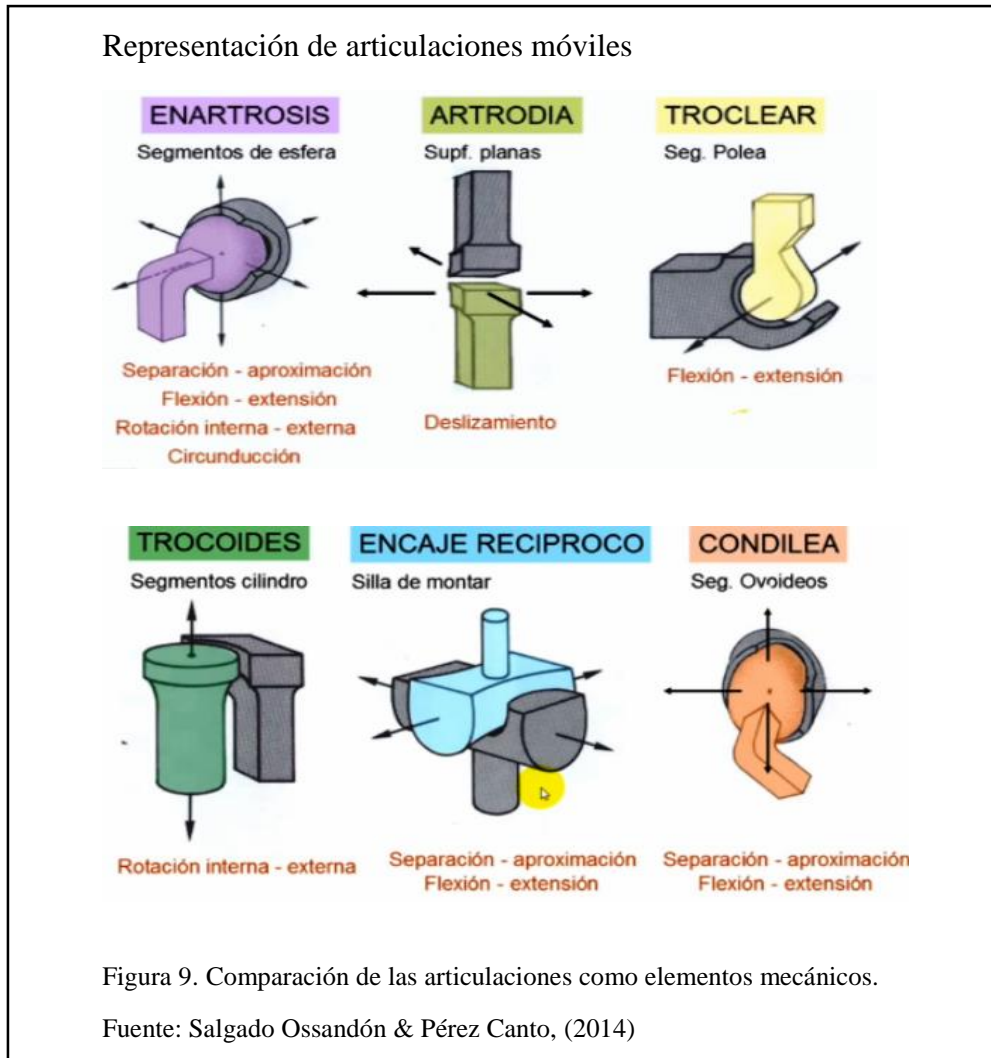 Representación de articulaciones móviles
ENARTROSIS
Segmentos de esfera
Separación - aproximación
Flexión - extensión
Rotación interna - externa
Circunducción
ARTRODIA
Supf. planas
Deslizamiento
TROCLEAR
Seg. Polea
Flexión - extensión
TROCOIDES
Segmentos cilindro
Rotación interna - externa
ENCAJE RECIPROCO
Silla de montar
Separación - aproximación
Flexión - extensión
CONDILEA
Seg. Ovoideos
Separación - aproximación
Flexión - extensión
Figura 9. Comparación de las articulaciones como elementos mecánicos.
Fuente: Salgado Ossandón & Pérez Canto, (2014)